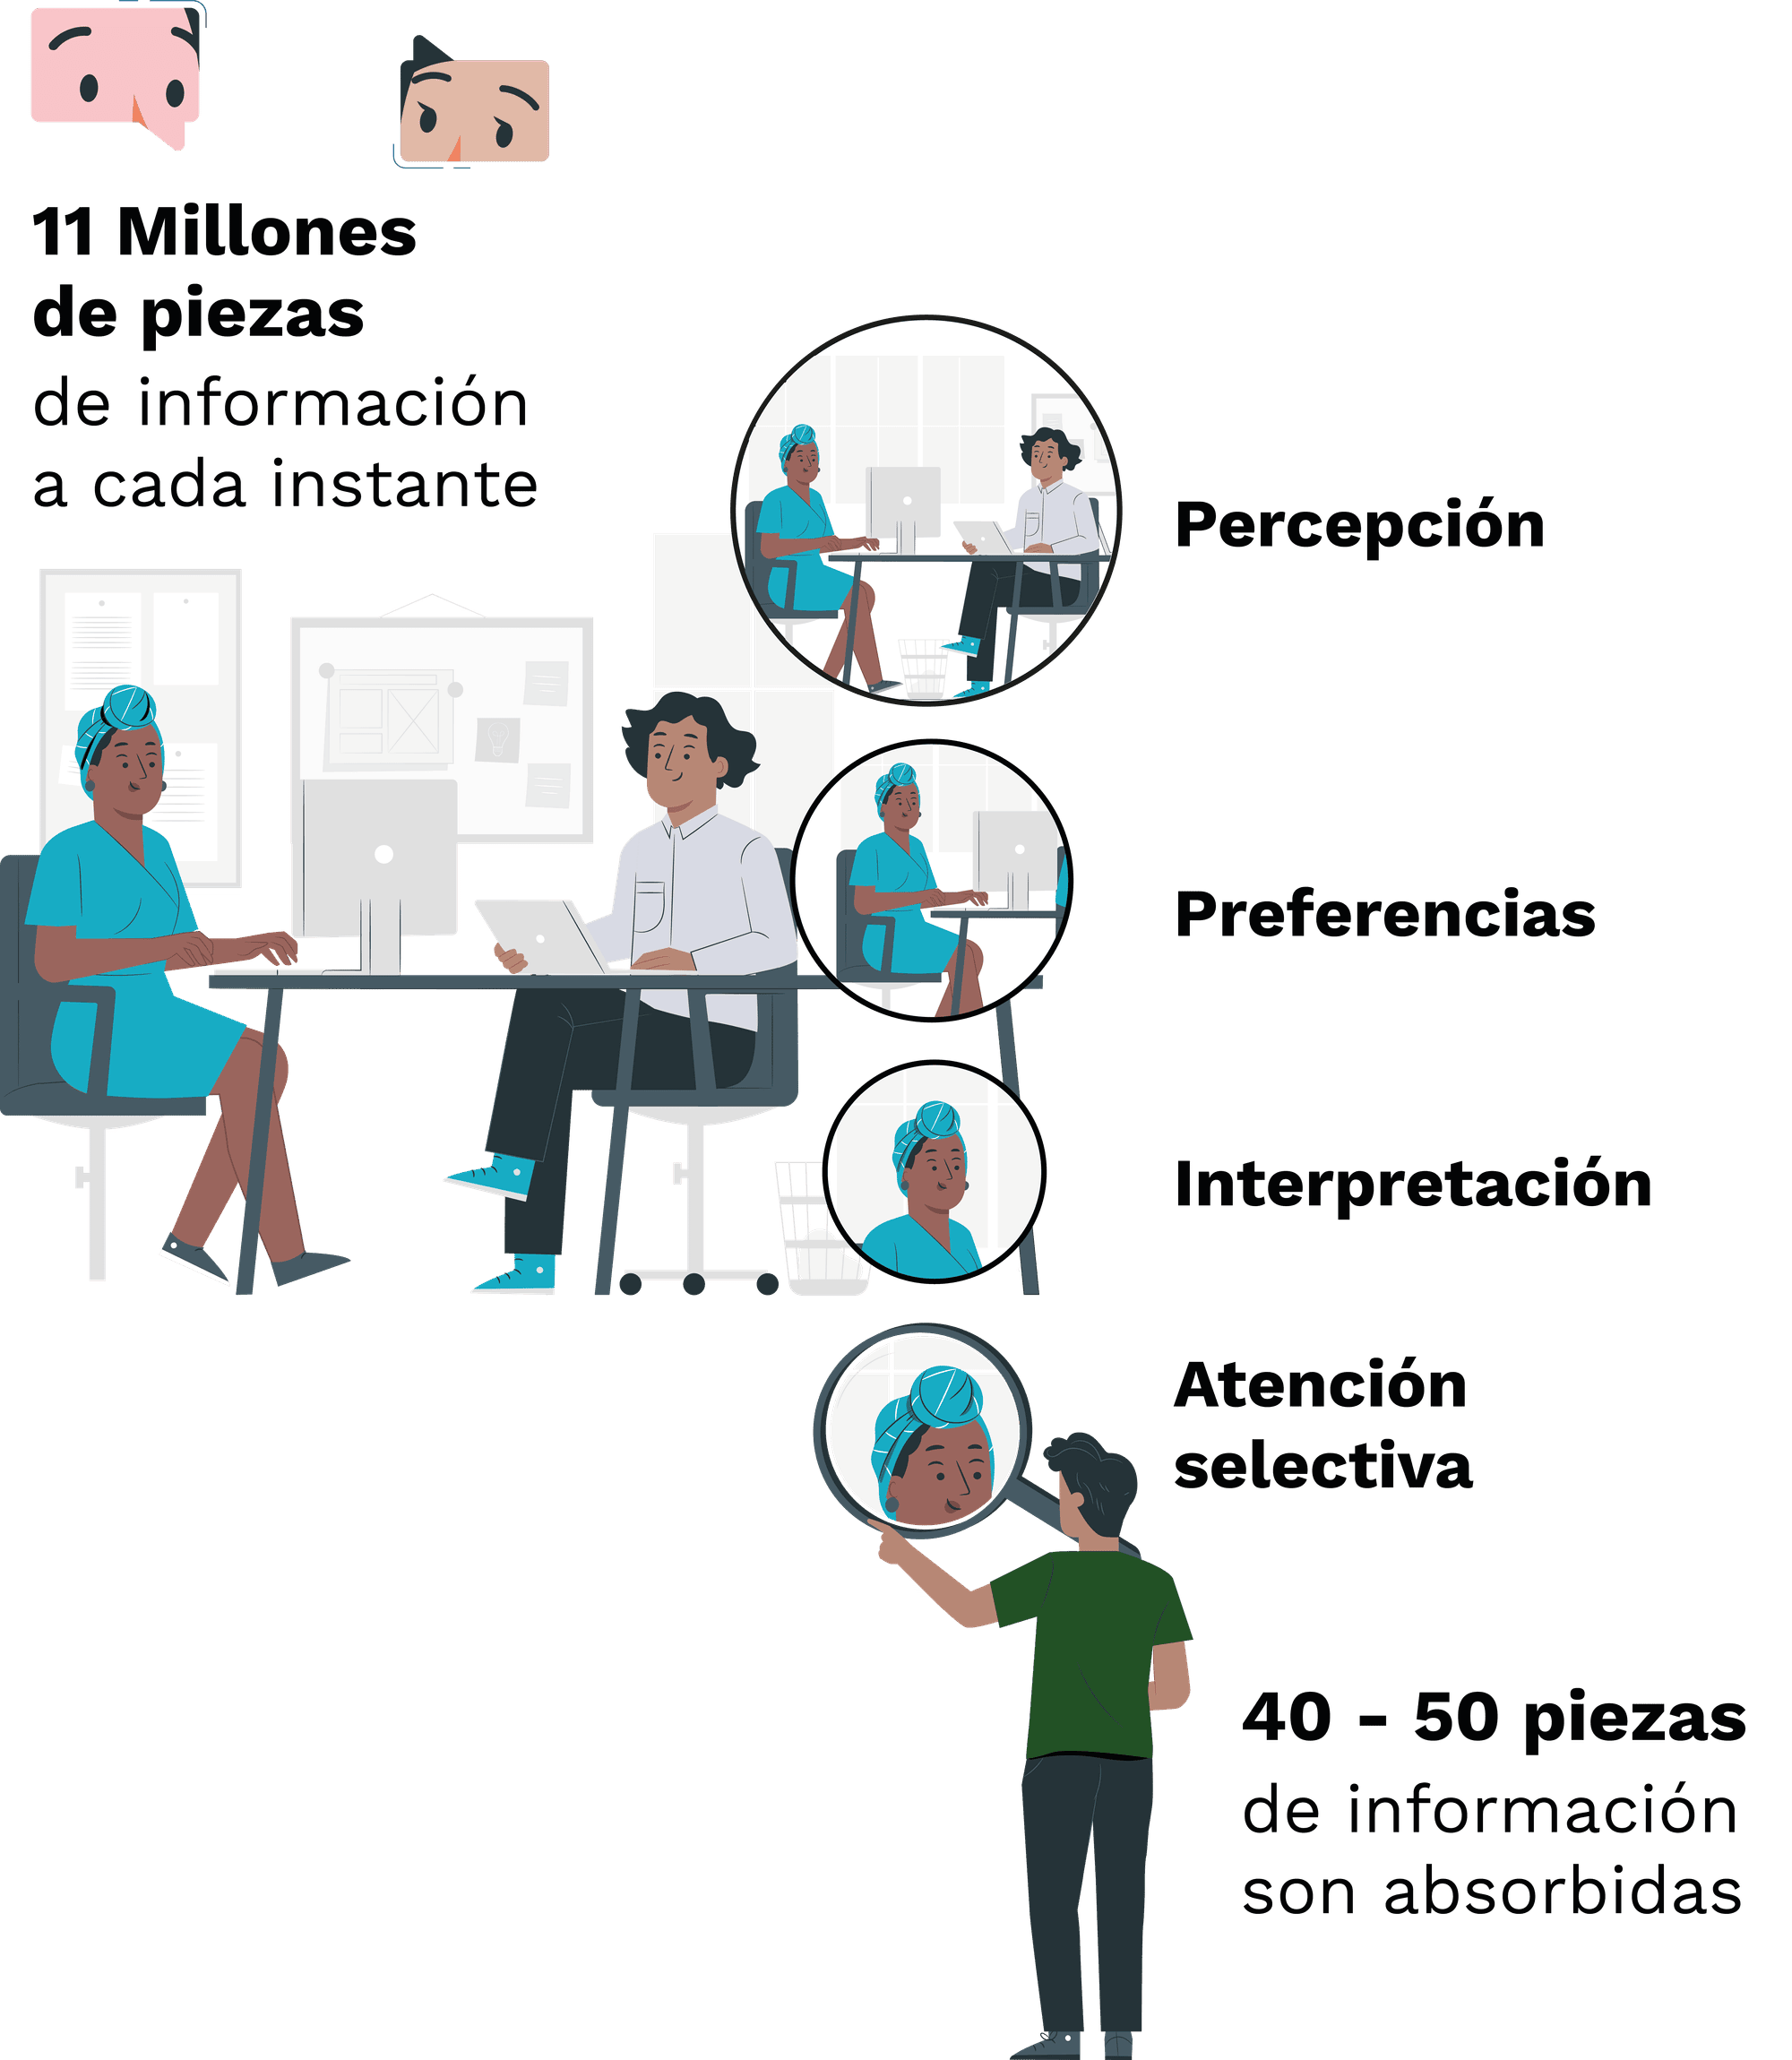 11 Millones
de piezas
de información
a cada instante
Percepción
Preferencias
Interpretación
Atención
selectiva
40 - 50 piezas
de información
son absorbidas